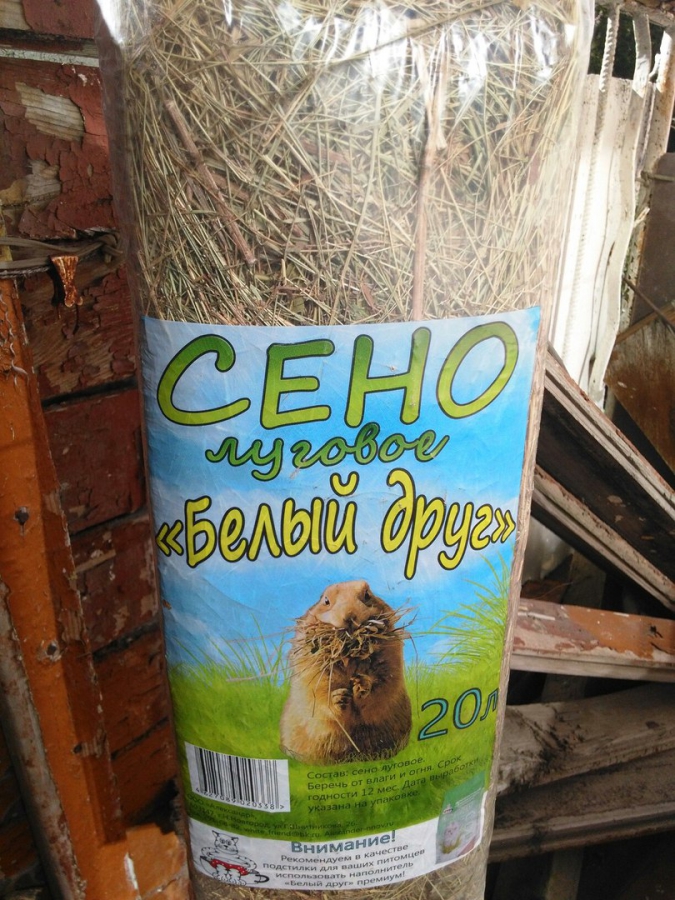 СЕНО
луговое
«Белый друг»
20л
Состав: сено луговое.
Беречь от влаги и огня. Срок
годности 12 мес. Дата выработки
указана на упаковке.
Внимание!
Рекомендуем в качестве
подстилки для ваших питомцев
использовать наполнитель
«Белый друг» премиум!